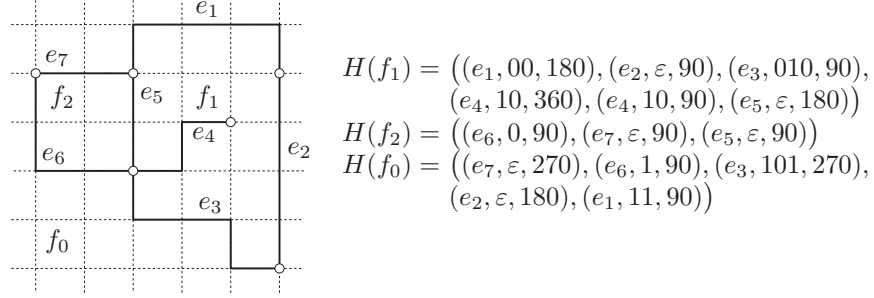 e₁
e₇
f₂
e₅
f₁
e₄
e₂
e₆
e₃
f₀
H(f₁) = ((e₁, 00, 180), (e₂, ε, 90), (e₃, 010, 90),
(e₄, 10, 360), (e₄, 10, 90), (e₅, ε, 180))
H(f₂) = ((e₆, 0, 90), (e₇, ε, 90), (e₅, ε, 90))
H(f₀) = ((e₇, ε, 270), (e₆, 1, 90), (e₃, 101, 270),
(e₂, ε, 180), (e₁, 11, 90))